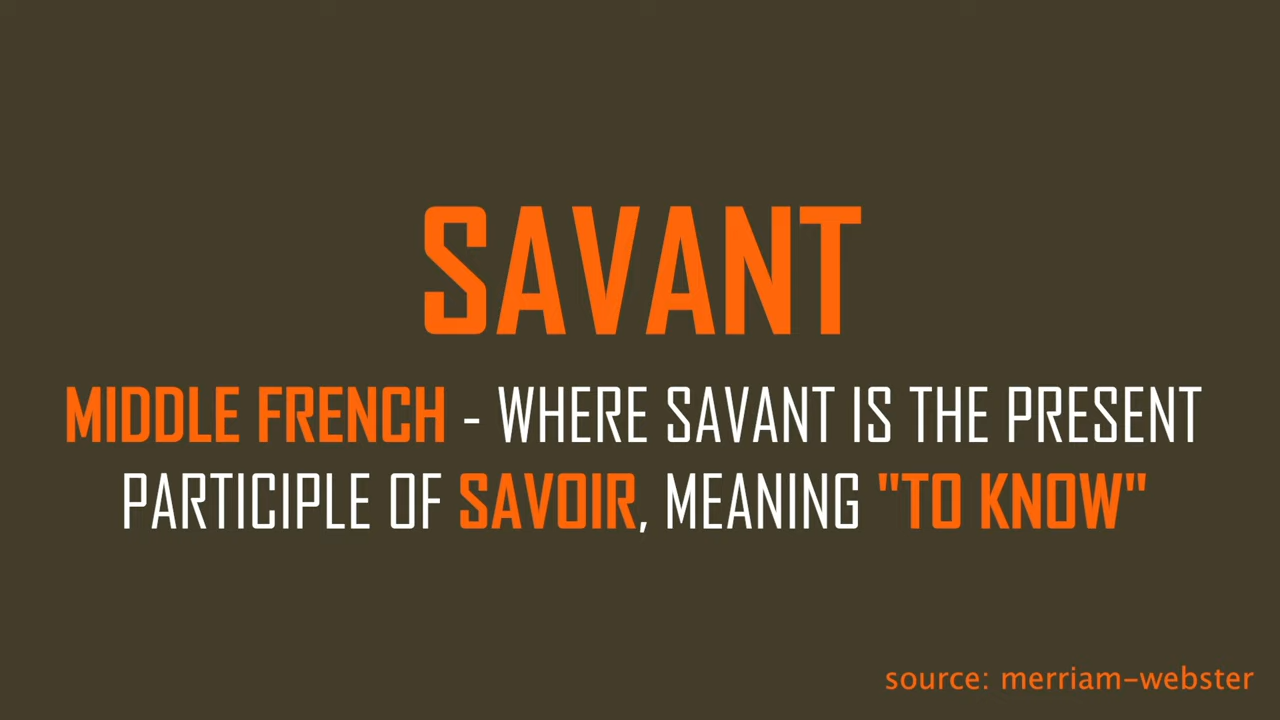 SAVANT
MIDDLE FRENCH - WHERE SAVANT IS THE PRESENT
PARTICIPLE OF SAVOIR, MEANING "TO KNOW"
source: merriam-webster